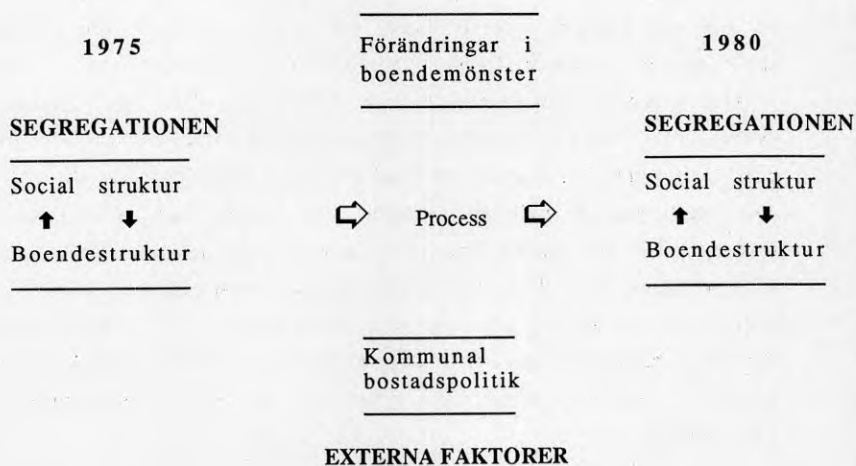 1975
SEGREGATIONEN
Social struktur
⬆ ⬇
Boendestruktur
Förändringar i
boendemönster
⇨ Process ⇨
Kommunal
bostadspolitik
EXTERNA FAKTORER
1980
SEGREGATIONEN
Social struktur
⬆ ⬇
Boendestruktur